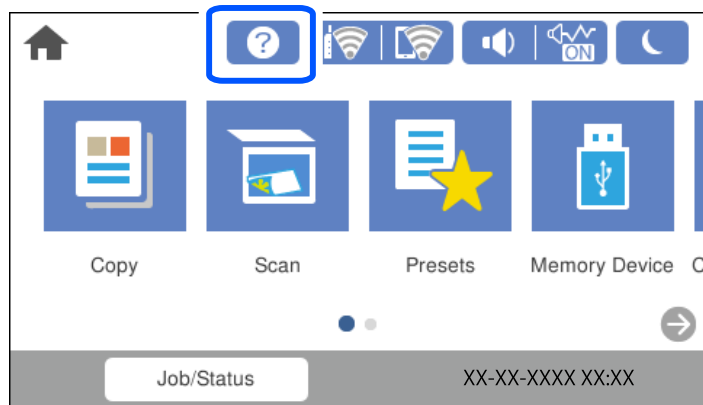 ?
ON
Copy Scan Presets Memory Device C
Job/Status XX-XX-XXXX XX:XX